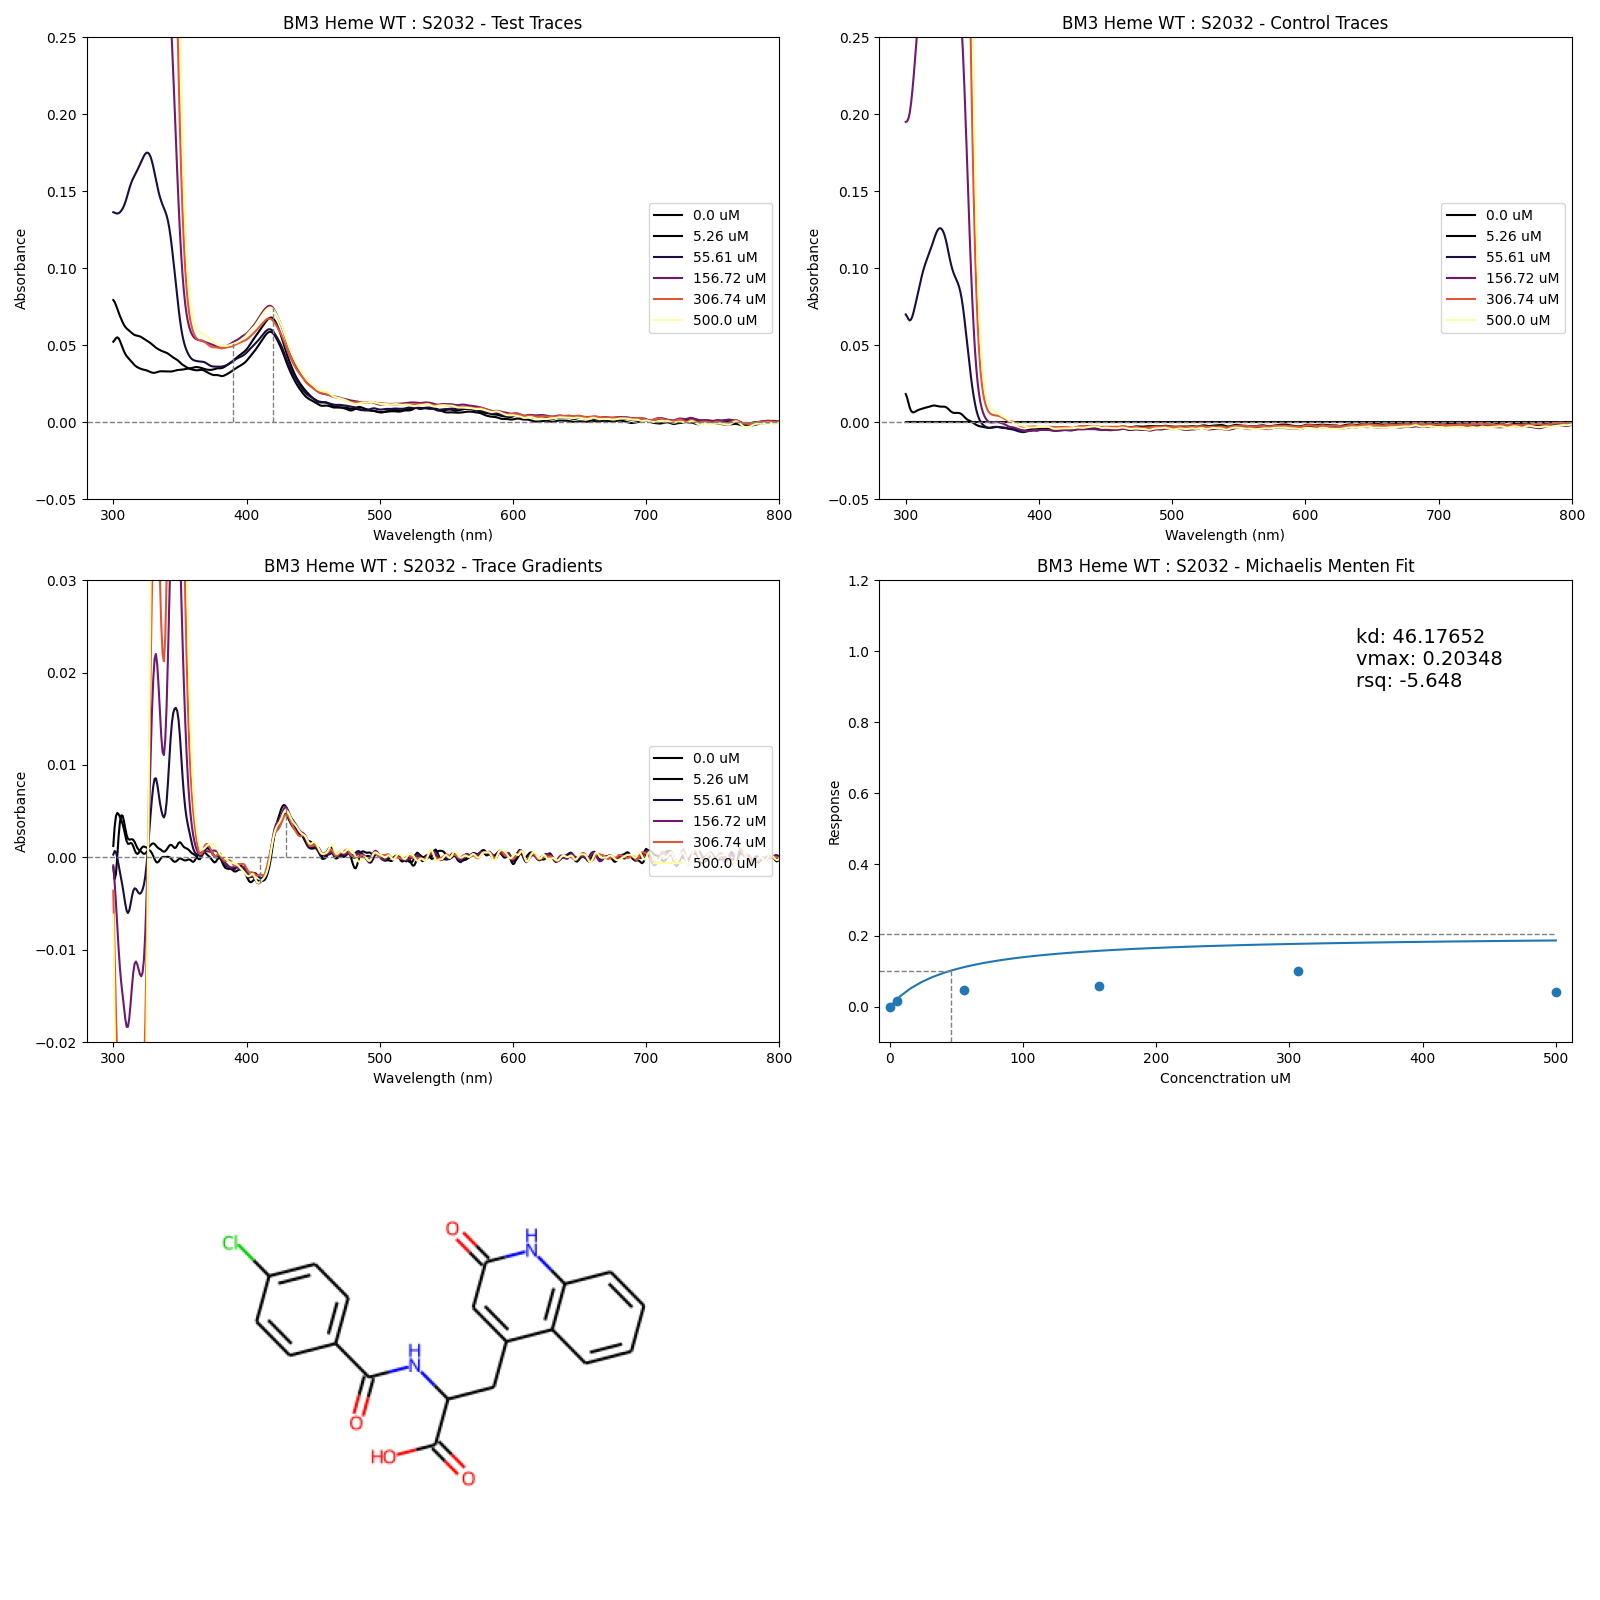 BM3 Heme WT : S2032 - Test Traces
0.25
0.20
0.15
0.10
0.05
0.00
−0.05
Absorbance
300 400 500 600 700 800
Wavelength (nm)
0.0 uM
5.26 uM
55.61 uM
156.72 uM
306.74 uM
500.0 uM
BM3 Heme WT : S2032 - Control Traces
0.25
0.20
0.15
0.10
0.05
0.00
−0.05
Absorbance
300 400 500 600 700 800
Wavelength (nm)
0.0 uM
5.26 uM
55.61 uM
156.72 uM
306.74 uM
500.0 uM
BM3 Heme WT : S2032 - Trace Gradients
0.03
0.02
0.01
0.00
−0.01
−0.02
Absorbance
300 400 500 600 700 800
Wavelength (nm)
0.0 uM
5.26 uM
55.61 uM
156.72 uM
306.74 uM
500.0 uM
BM3 Heme WT : S2032 - Michaelis Menten Fit
1.2
1.0
0.8
0.6
0.4
0.2
0.0
Response
0 100 200 300 400 500
Concenctration uM
kd: 46.17652
vmax: 0.20348
rsq: -5.648
Cl
O
H
N
H
N
O
HO
O